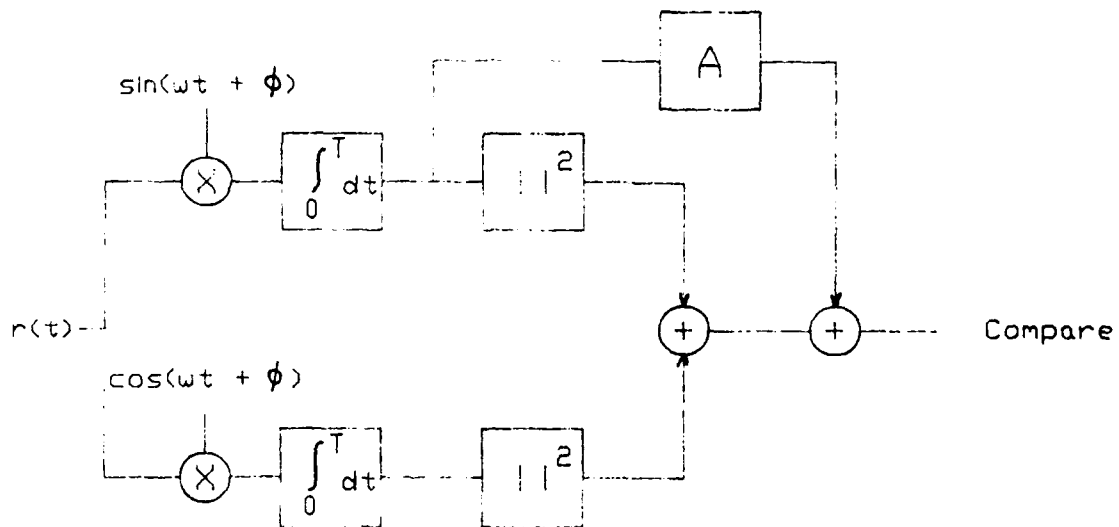 A
sin(ωt + ϕ)
X
∫₀ᵀ dt
| |²
r(t)
+
+
Compare
cos(ωt + ϕ)
X
∫₀ᵀ dt
| |²